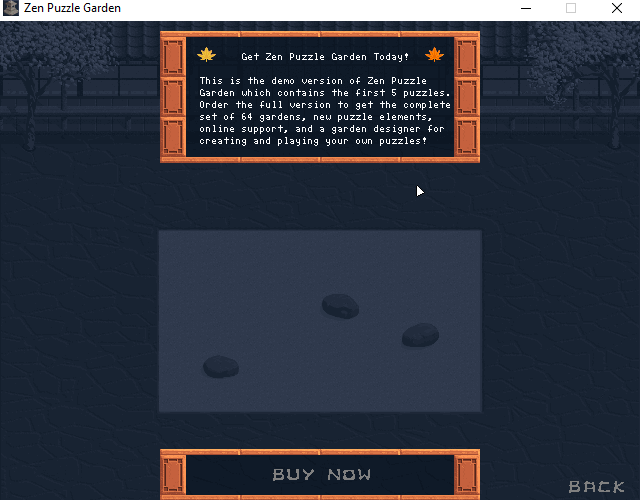 Zen Puzzle Garden
Get Zen Puzzle Garden Today!
This is the demo version of Zen Puzzle
Garden which contains the first 5 puzzles.
Order the full version to get the complete
set of 64 gardens, new puzzle elements,
online support, and a garden designer for
creating and playing your own puzzles!
BUY NOW
BACK